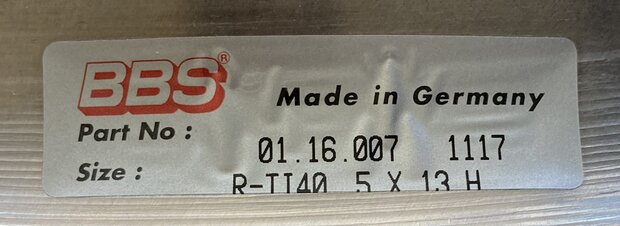 BBS®
Made in Germany
Part No : 01.16.007 1117
Size : R-TI40 5 X 13 H